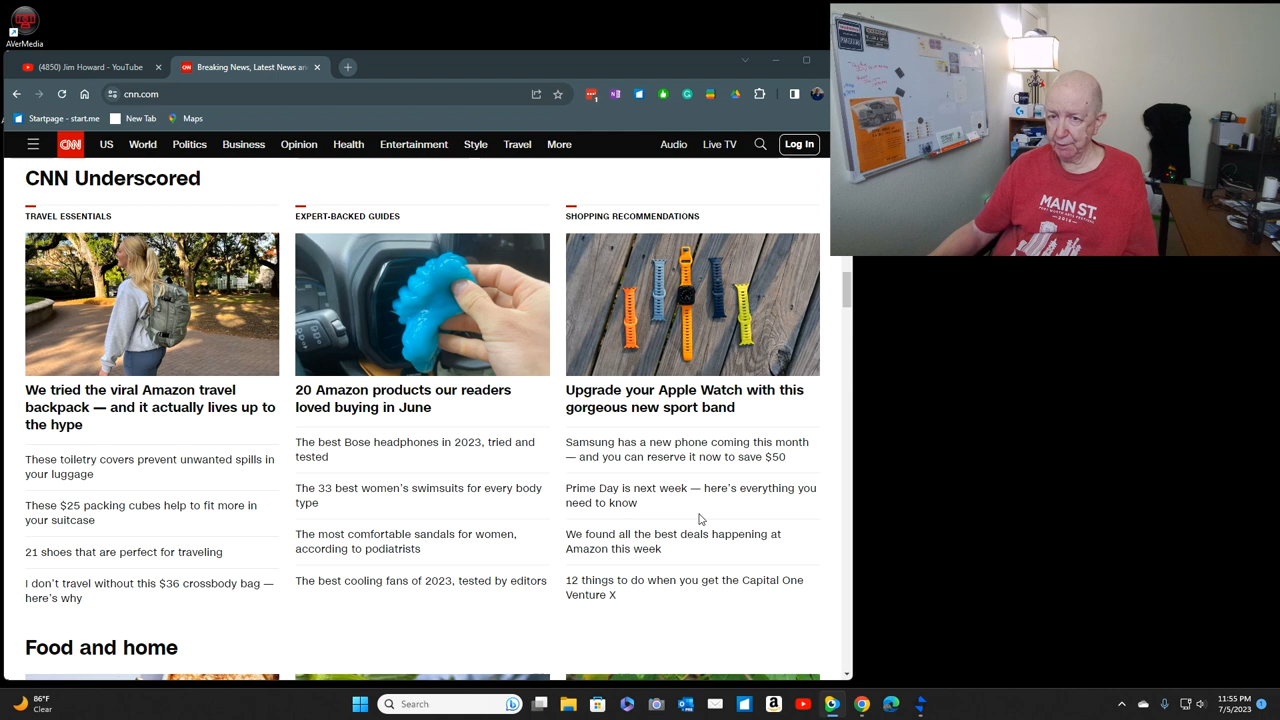 AVerMedia
(4850) Jim Howard - YouTube
CNN
Breaking News, Latest News an
cnn.com
1
Startpage - start.me
New Tab
Maps
CNN
US
World
Politics
Business
Opinion
Health
Entertainment
Style
Travel
More
Audio
Live TV
Log In
CNN Underscored
TRAVEL ESSENTIALS
We tried the viral Amazon travel
backpack — and it actually lives up to
the hype
These toiletry covers prevent unwanted spills in
your luggage
These $25 packing cubes help to fit more in
your suitcase
21 shoes that are perfect for traveling
I don't travel without this $36 crossbody bag —
here's why
EXPERT-BACKED GUIDES
20 Amazon products our readers
loved buying in June
The best Bose headphones in 2023, tried and
tested
The 33 best women's swimsuits for every body
type
The most comfortable sandals for women,
according to podiatrists
The best cooling fans of 2023, tested by editors
SHOPPING RECOMMENDATIONS
Upgrade your Apple Watch with this
gorgeous new sport band
Samsung has a new phone coming this month
— and you can reserve it now to save $50
Prime Day is next week — here's everything you
need to know
We found all the best deals happening at
Amazon this week
12 things to do when you get the Capital One
Venture X
Food and home
MAIN ST.
FORT WORTH ARTS FESTIVAL
86°F
Clear
Search
11:55 PM
7/5/2023